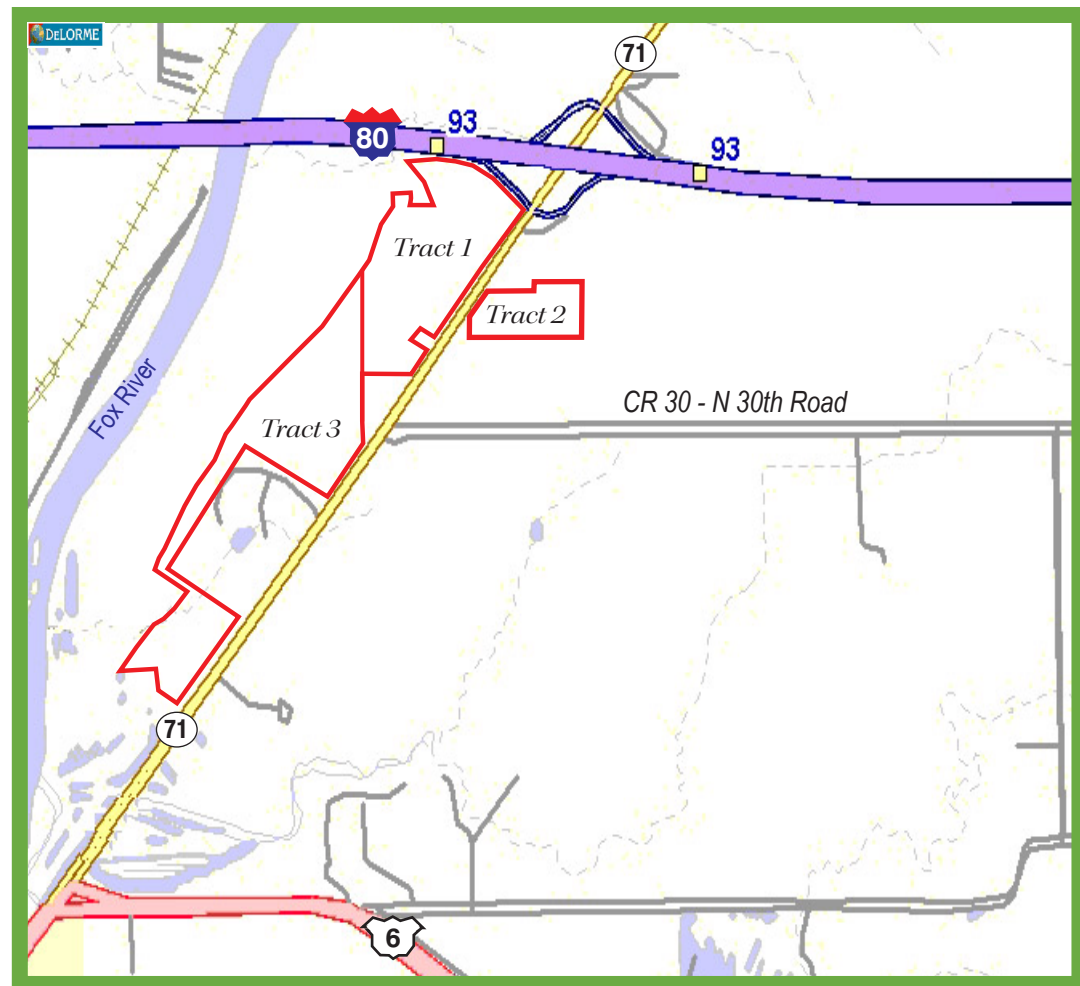 DELORME
71
80
93
93
Tract 1
Tract 2
Fox River
CR 30 - N 30th Road
Tract 3
71
6